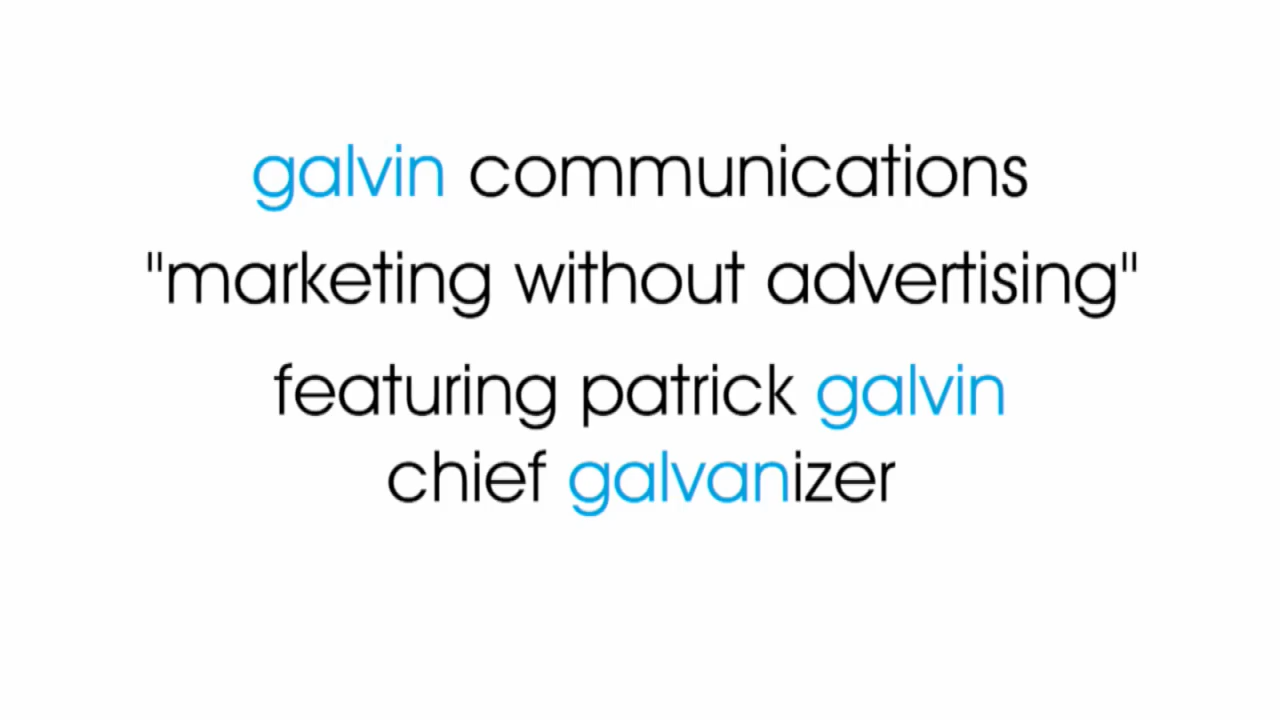 galvin communications
"marketing without advertising"
featuring patrick galvin
chief galvanizer